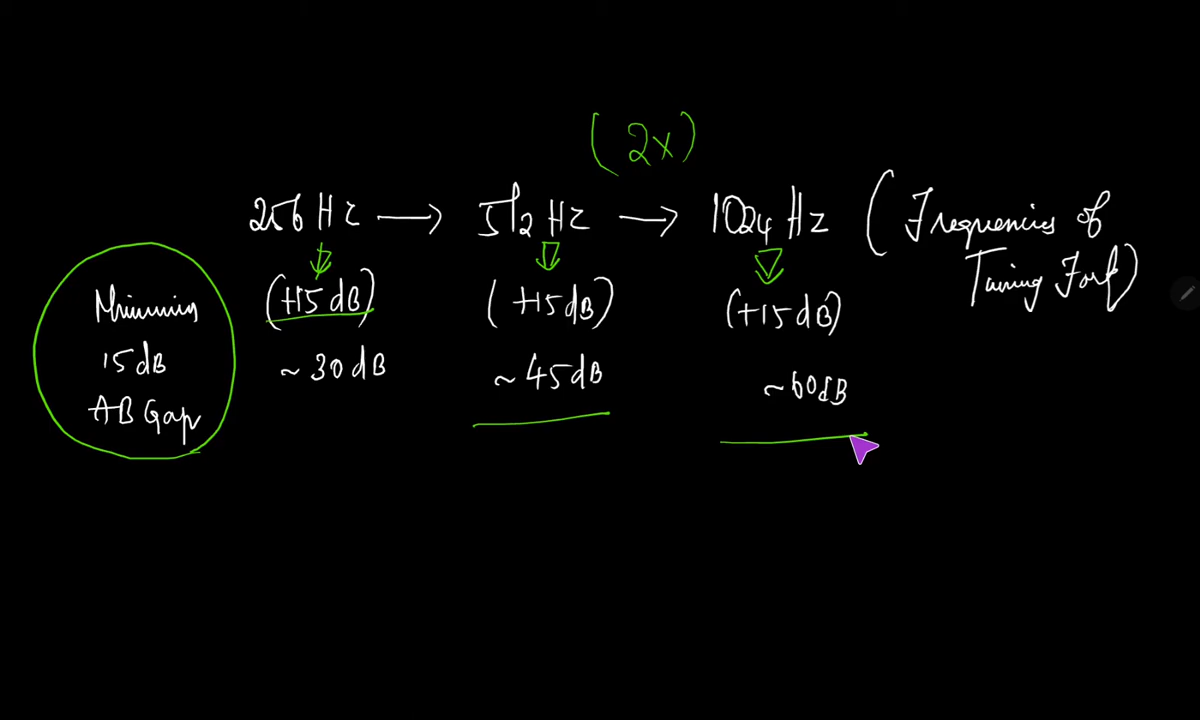 (2x)
256 Hz → 512 Hz → 1024 Hz (Frequencies of
Tuning Fork)
Minimum
15 dB
AB Gap
(+15 dB) (+15 dB) (+15 dB)
~ 30 dB ~ 45 dB ~ 60 dB